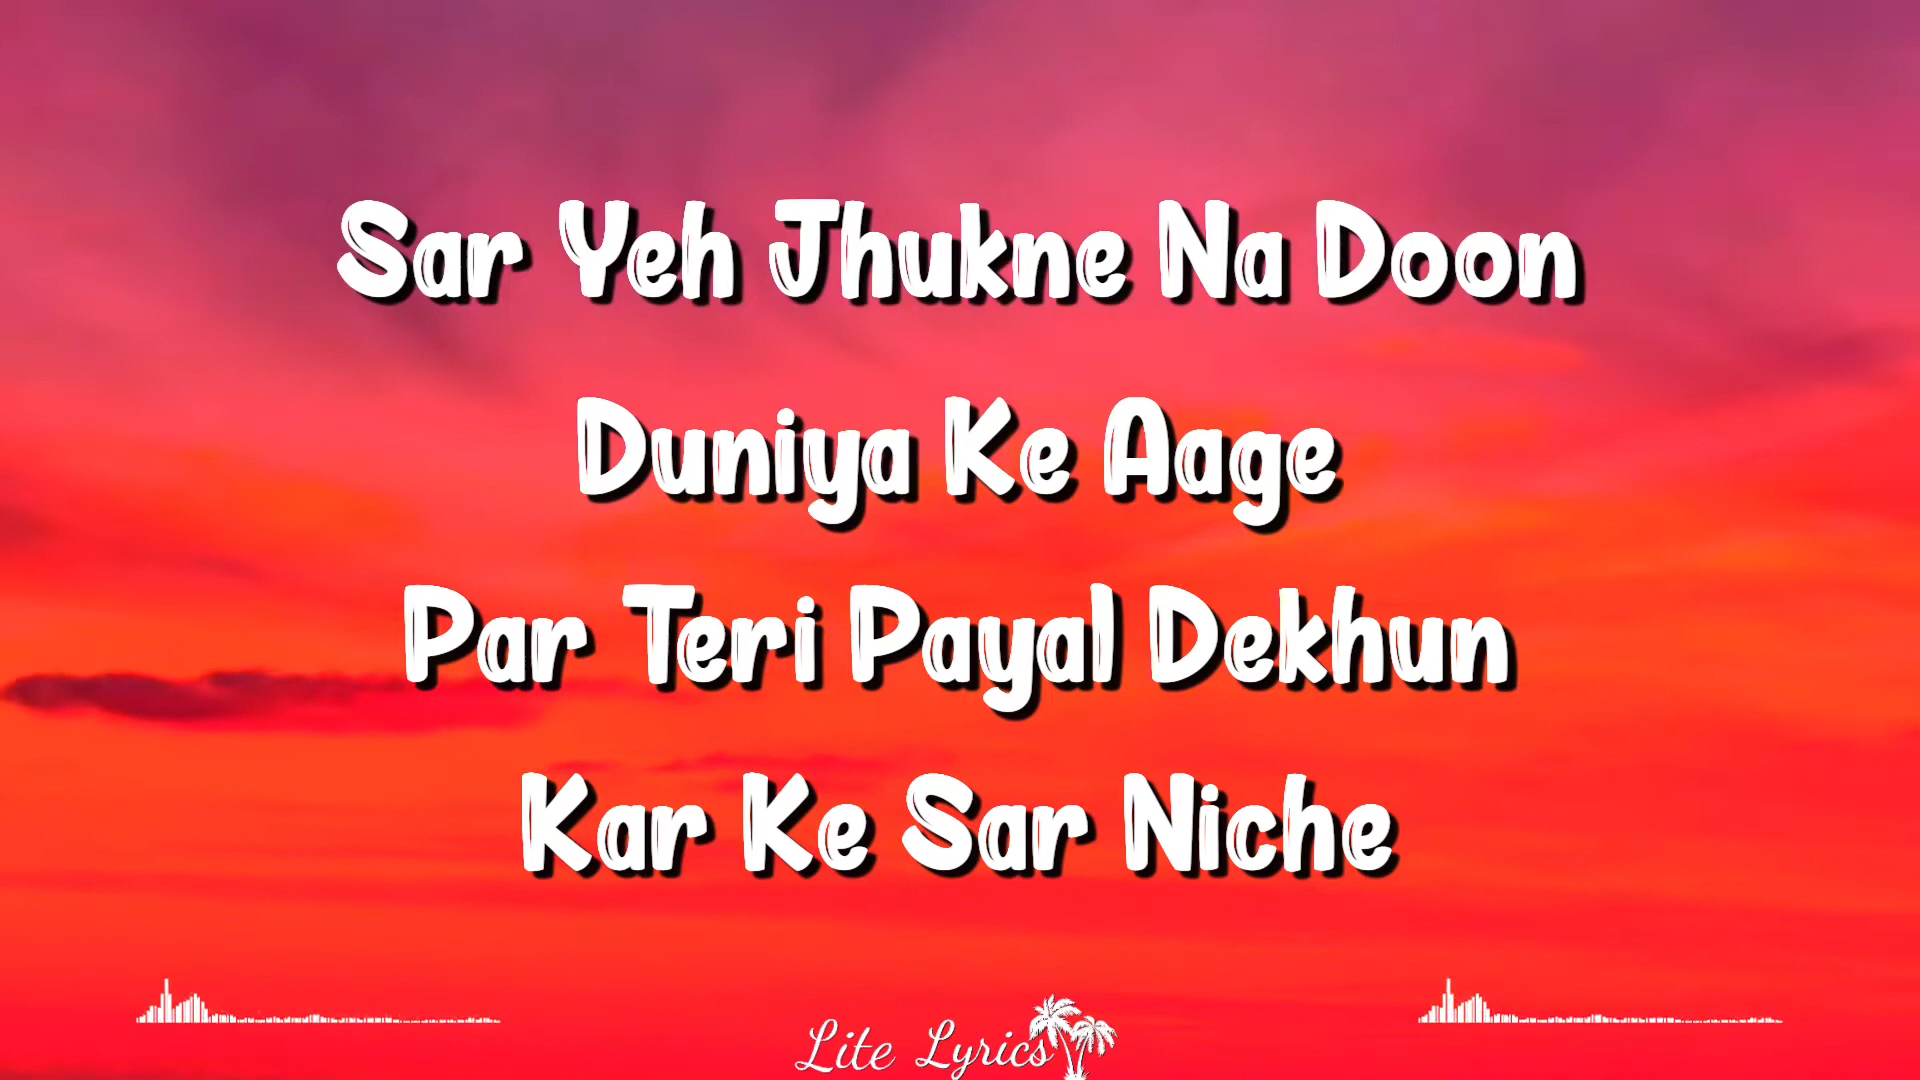 Sar Yeh Jhukne Na Doon
Duniya Ke Aage
Par Teri Payal Dekhun
Kar Ke Sar Niche
Lite Lyrics